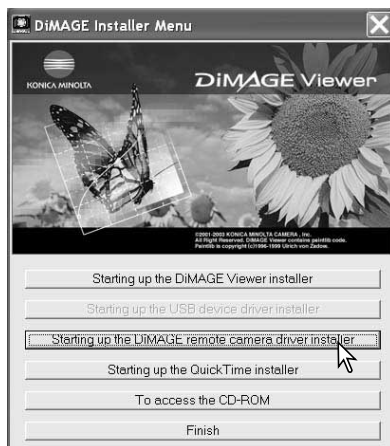 DiMAGE Installer Menu
KONICA MINOLTA
DiMAGE Viewer
©2001-2003 KONICA MINOLTA CAMERA , Inc.
All Right Reserved. DiMAGE Viewer contains paintlib code.
Paintlib is copyright (c)1996-1999 Ulrich von Zadow.
Starting up the DiMAGE Viewer installer
Starting up the USB device driver installer
Starting up the DiMAGE remote camera driver installer
Starting up the QuickTime installer
To access the CD-ROM
Finish